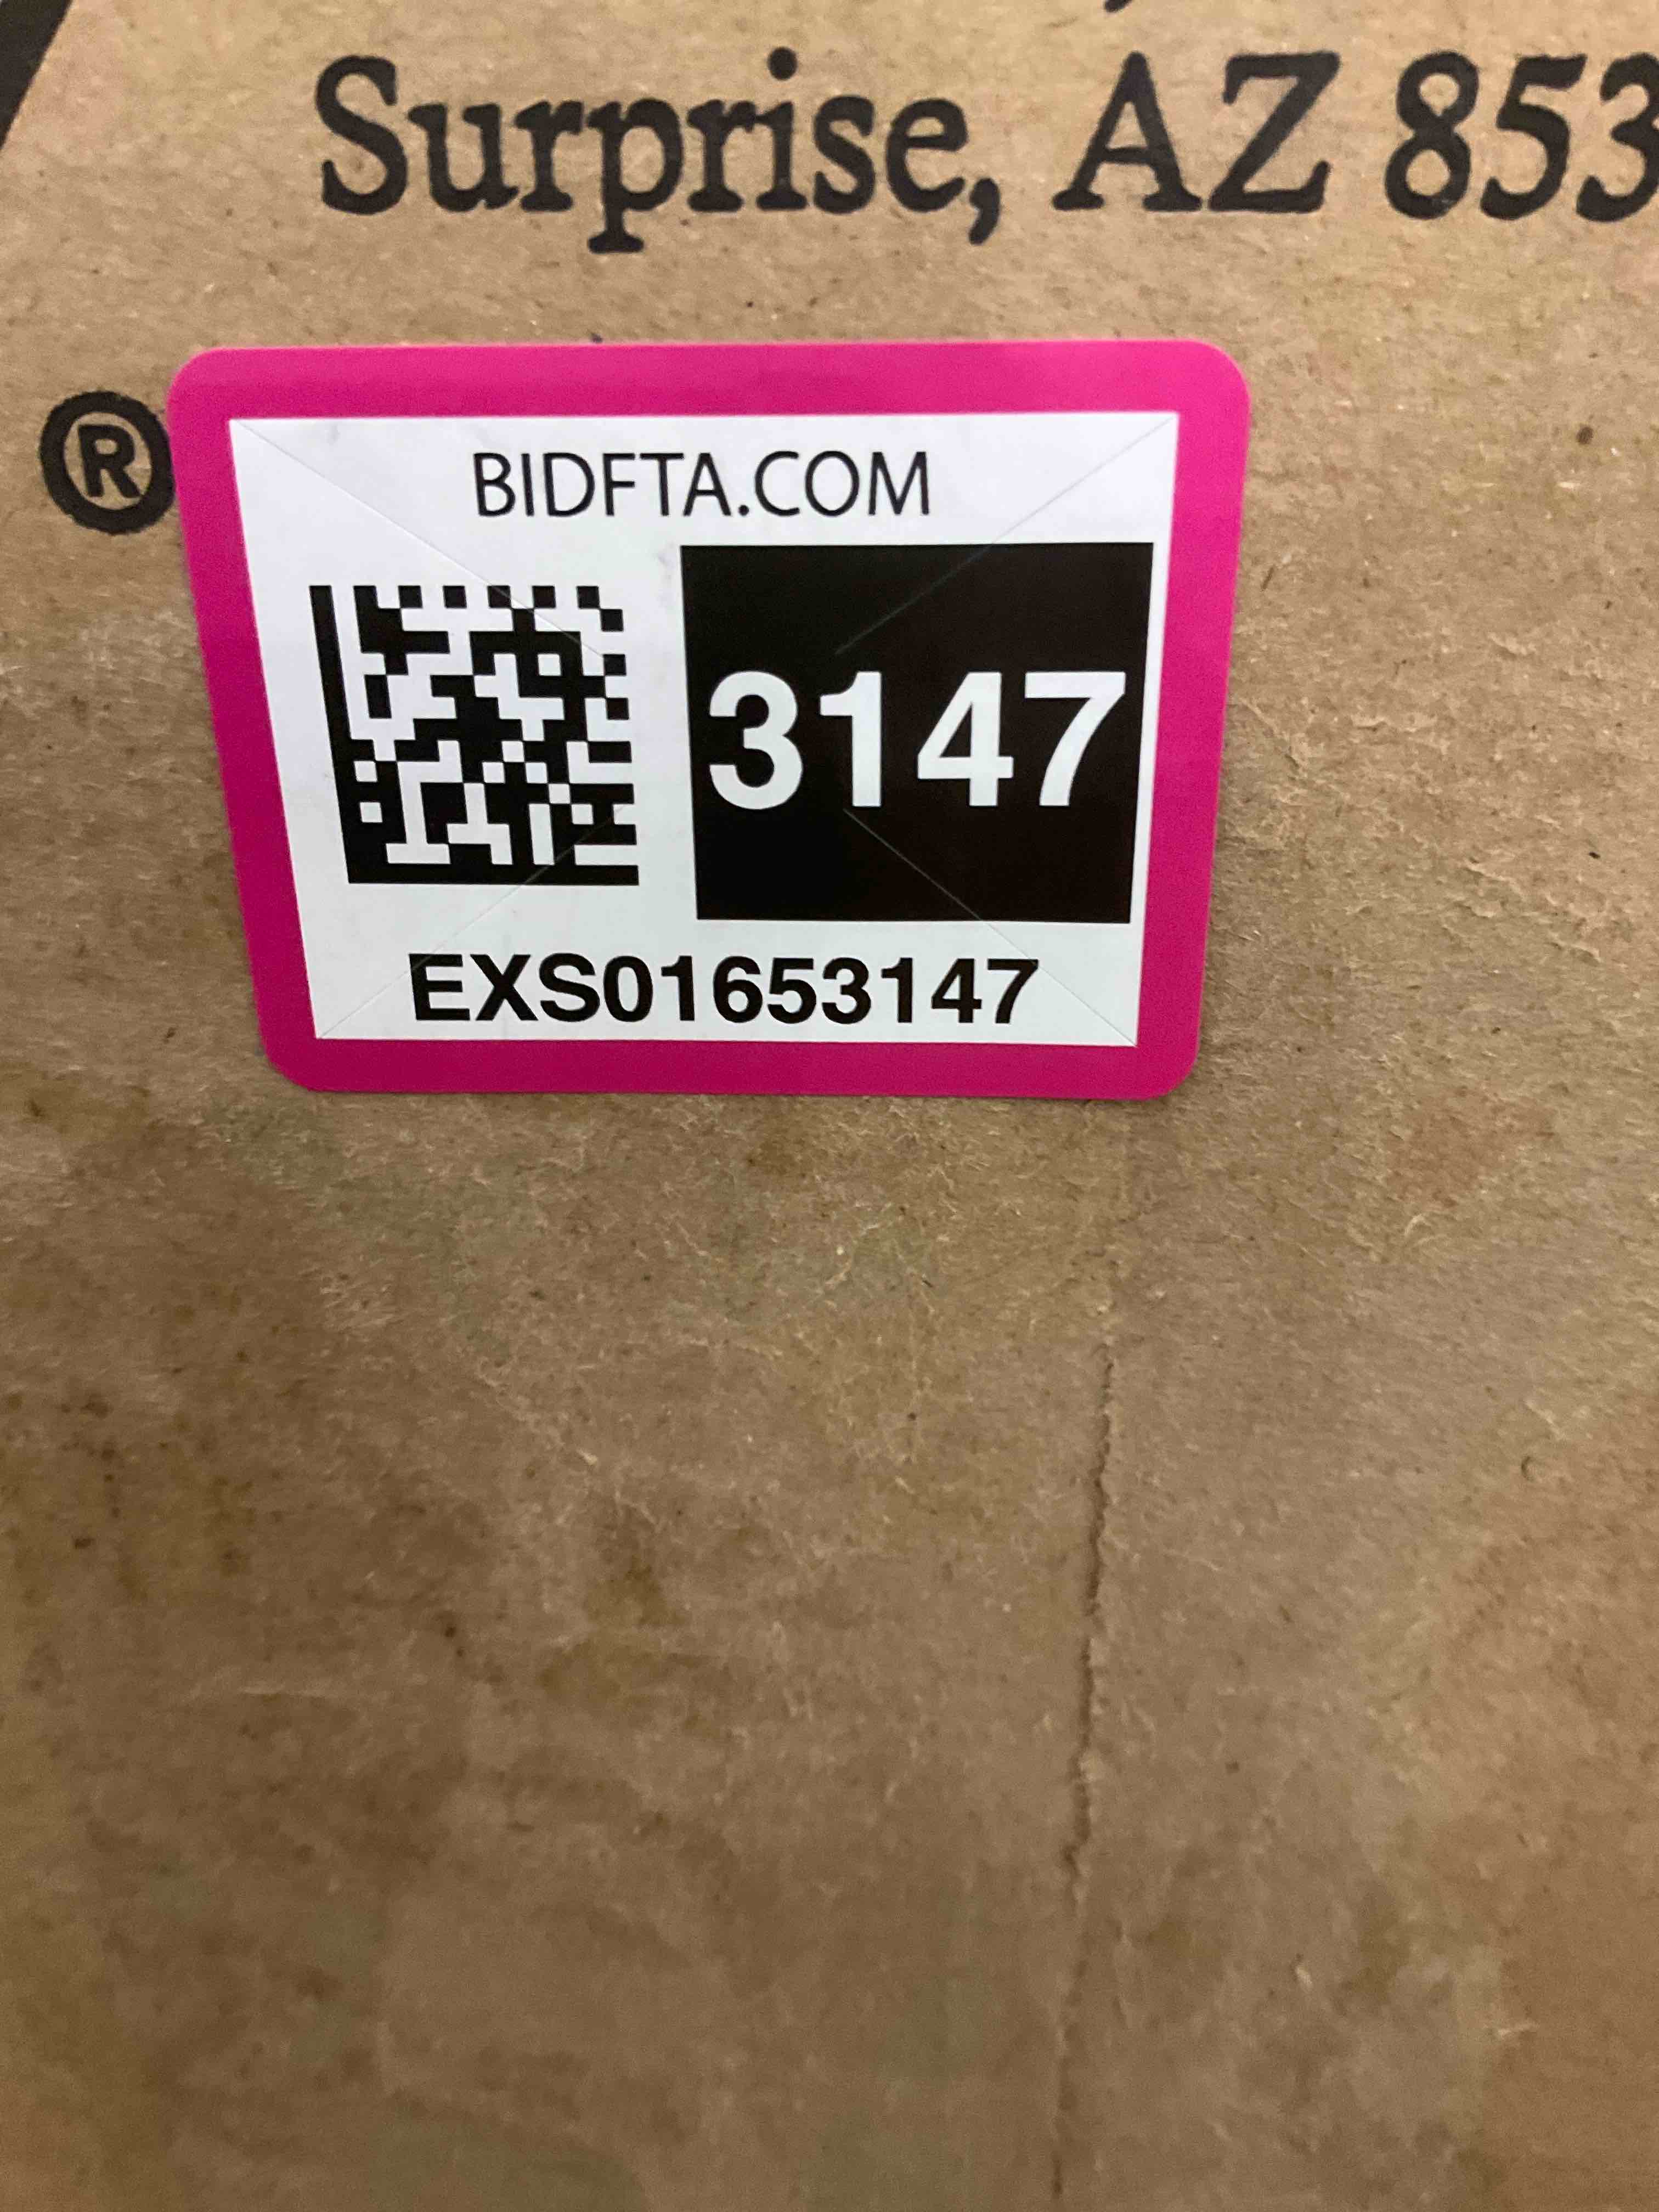 Surprise, AZ 853
®
BIDFTA.COM
3147
EXS01653147